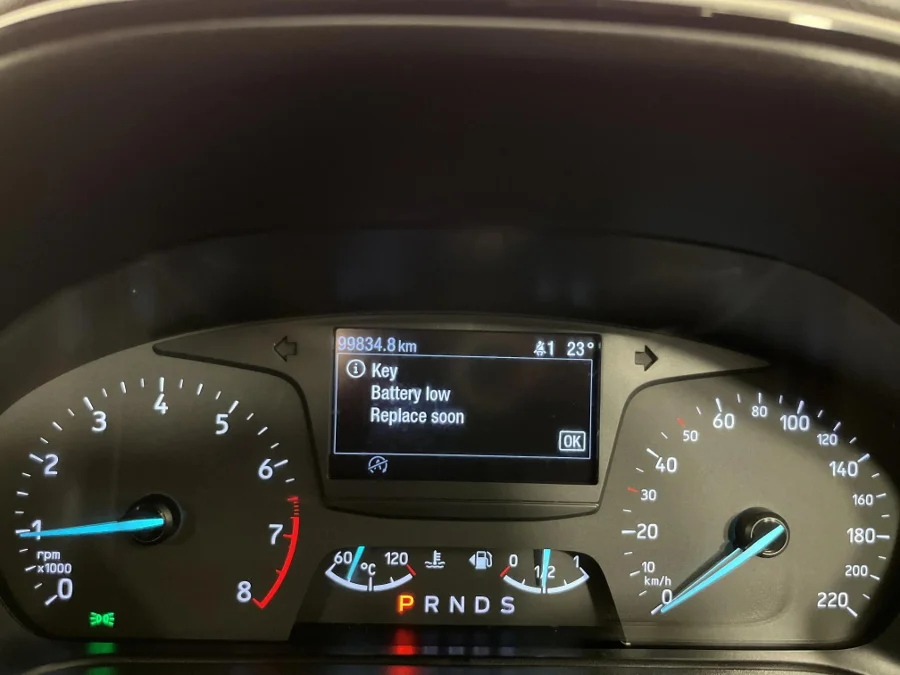 99834.8 km 1 23°
Key
Battery low
Replace soon
OK
0 1 2 3 4 5 6 7 8
rpm
x1000
0 10 20 30 40 50 60 80 100 120 140 160 180 200 220
km/h
60 °C 120
0 1/2 1
P R N D S